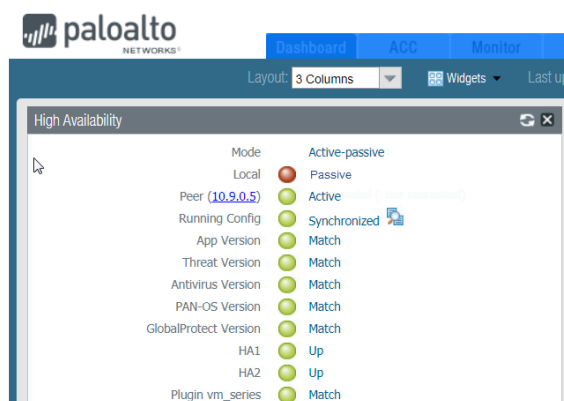 paloalto
NETWORKS®
Dashboard ACC Monitor
Layout: 3 Columns Widgets Last
High Availability
Mode Active-passive
Local Passive
Peer (10.9.0.5) Active
Running Config Synchronized
App Version Match
Threat Version Match
Antivirus Version Match
PAN-OS Version Match
GlobalProtect Version Match
HA1 Up
HA2 Up
Plugin vm_series Match